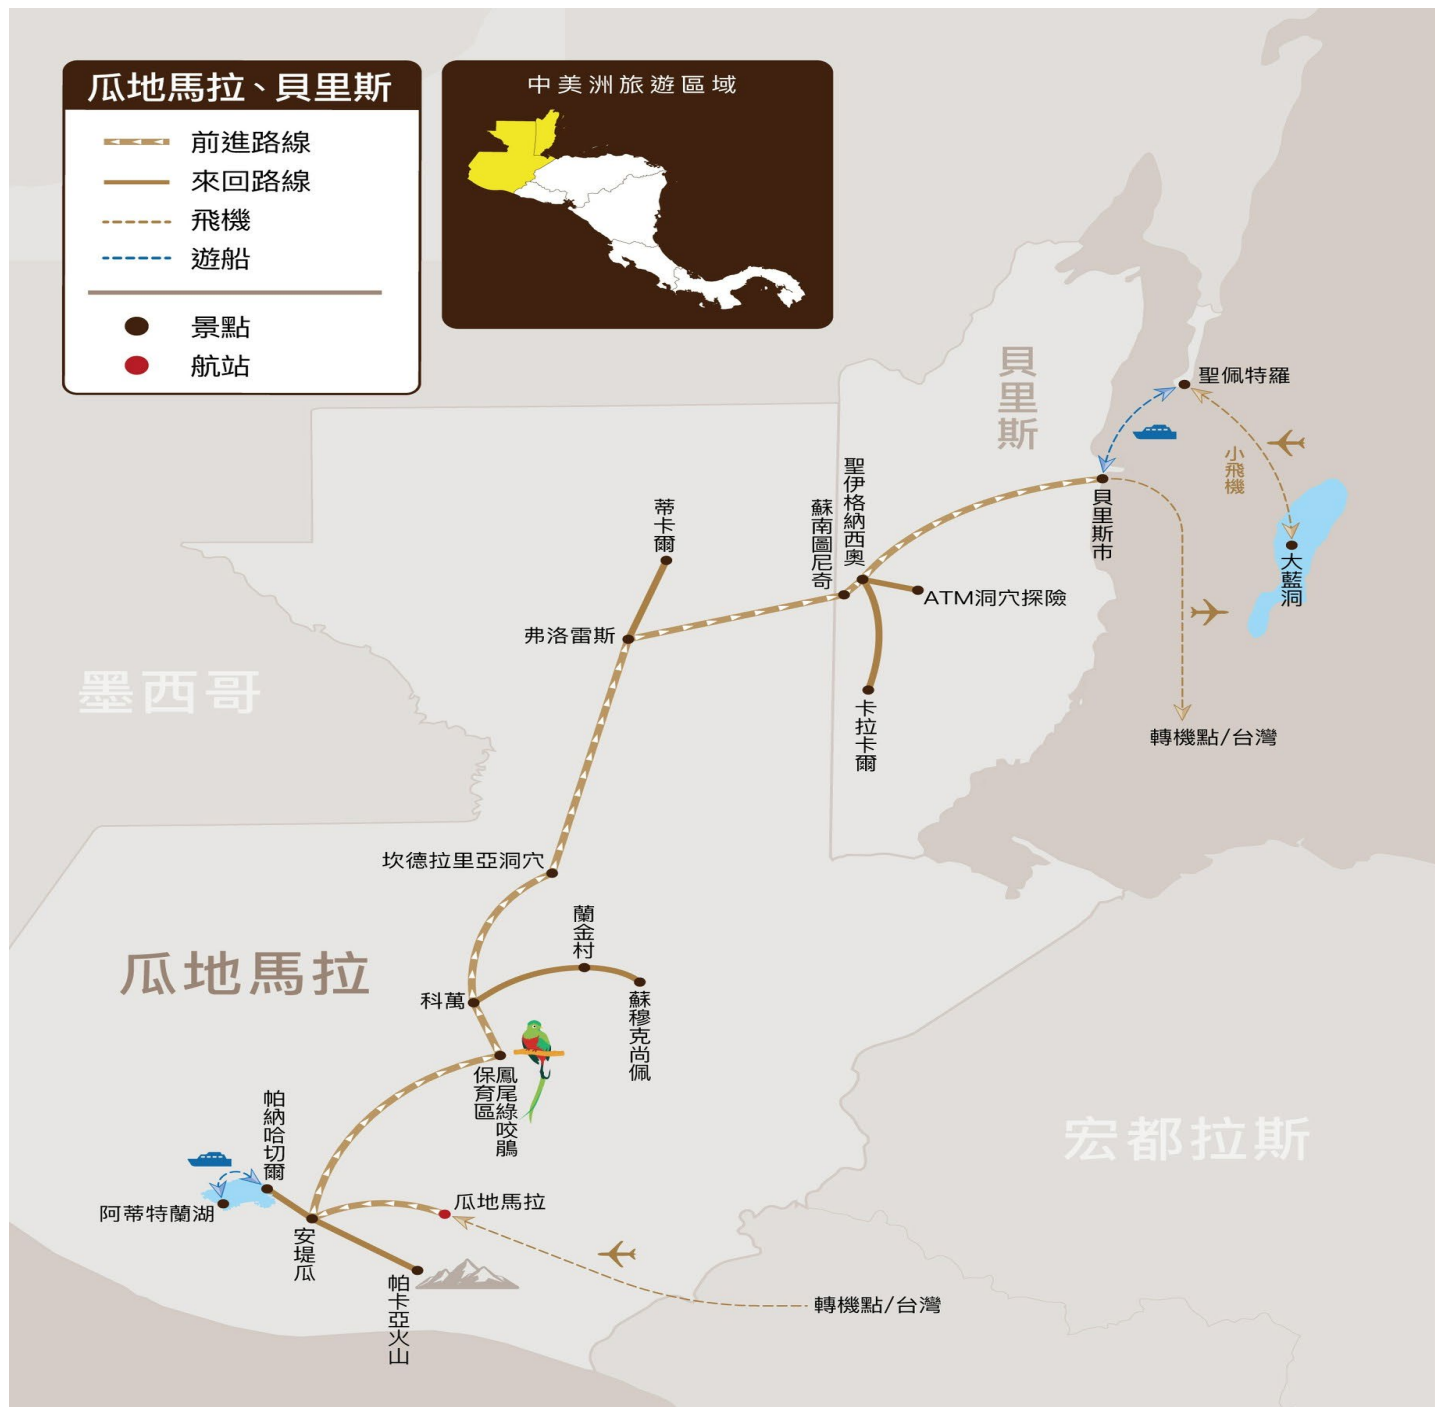 瓜地馬拉、貝里斯
前進路線
來回路線
飛機
遊船
景點
航站
中美洲旅遊區域
貝里斯
聖佩特羅
小飛機
聖伊格納西奧
蘇南圖尼奇
蒂卡爾
貝里斯市
大藍洞
ATM洞穴探險
弗洛雷斯
墨西哥
卡拉卡爾
轉機點/台灣
坎德拉里亞洞穴
蘭金村
瓜地馬拉
科萬
蘇穆克尚佩
鳳尾綠咬鵑
保育區
帕納哈切爾
宏都拉斯
瓜地馬拉
阿蒂特蘭湖
安堤瓜
帕卡亞火山
轉機點/台灣